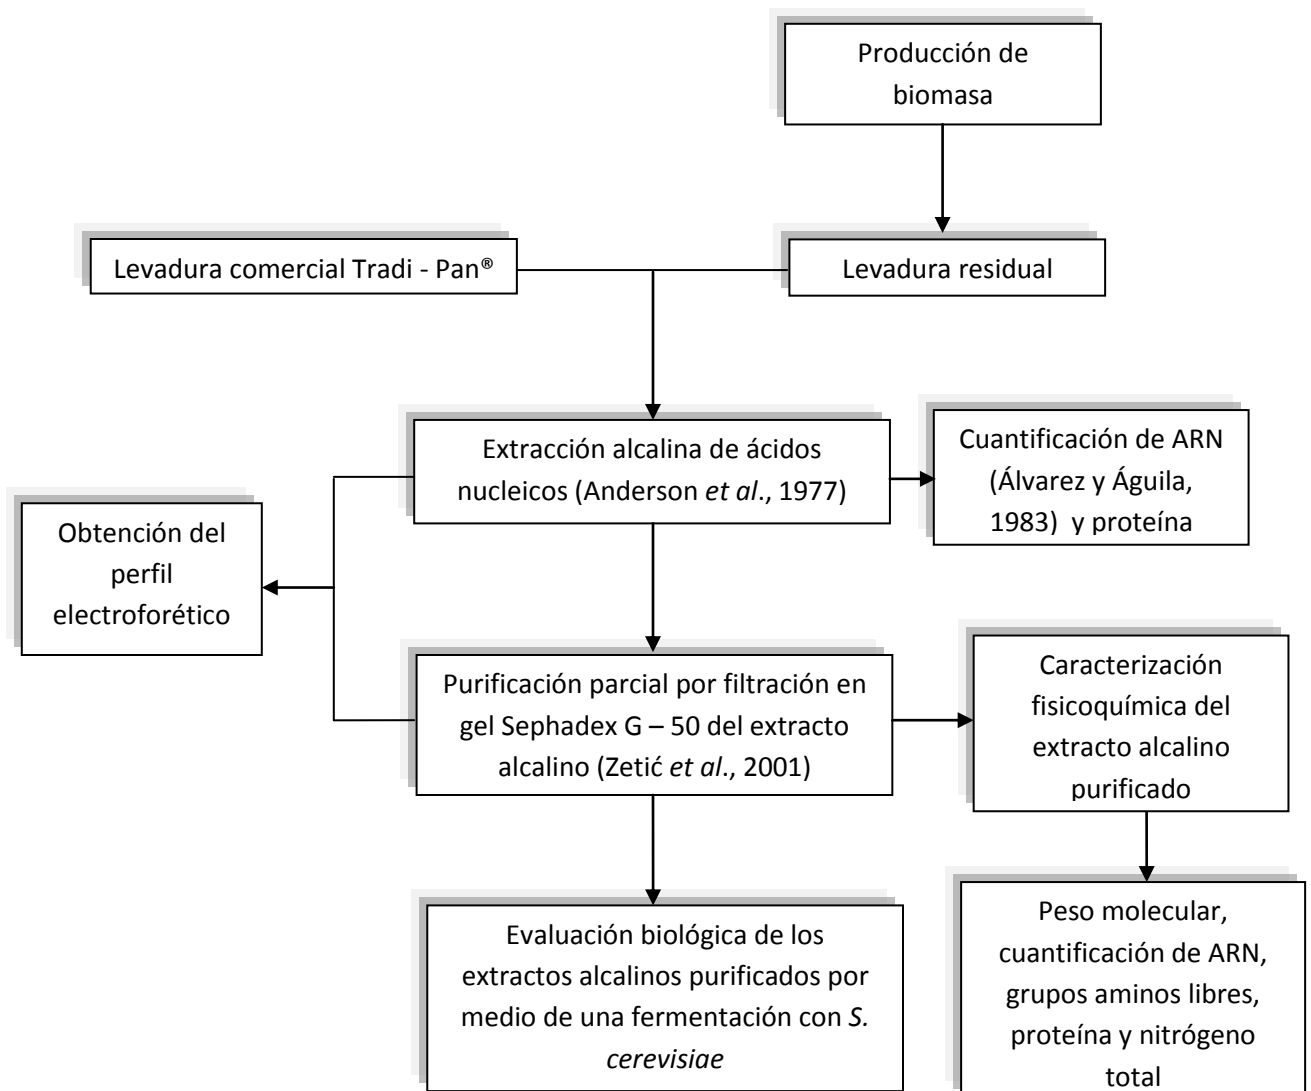 Producción de
biomasa
Levadura comercial Tradi - Pan®
Levadura residual
Extracción alcalina de ácidos
nucleicos (Anderson et al., 1977)
Cuantificación de ARN
(Álvarez y Águila,
1983) y proteína
Obtención del
perfil
electroforético
Purificación parcial por filtración en
gel Sephadex G – 50 del extracto
alcalino (Zetić et al., 2001)
Caracterización
fisicoquímica del
extracto alcalino
purificado
Evaluación biológica de los
extractos alcalinos purificados por
medio de una fermentación con S.
cerevisiae
Peso molecular,
cuantificación de ARN,
grupos aminos libres,
proteína y nitrógeno
total